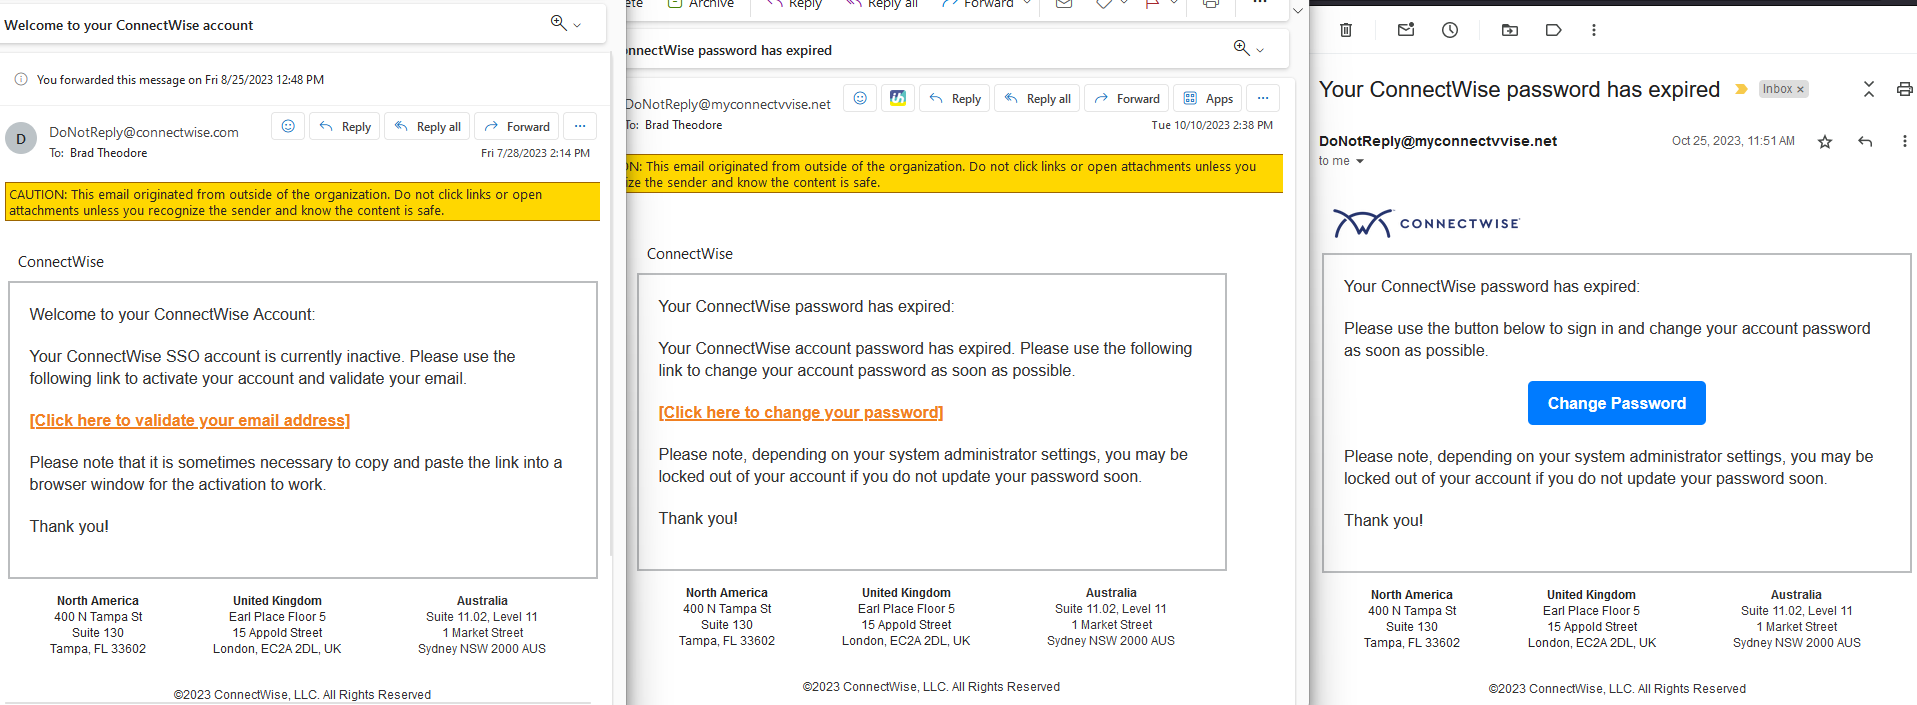 Welcome to your ConnectWise account
You forwarded this message on Fri 8/25/2023 12:48 PM
D
DoNotReply@connectwise.com
Reply
Reply all
Forward
To: Brad Theodore
Fri 7/28/2023 2:14 PM
CAUTION: This email originated from outside of the organization. Do not click links or open
attachments unless you recognize the sender and know the content is safe.
ConnectWise
Welcome to your ConnectWise Account:
Your ConnectWise SSO account is currently inactive. Please use the
following link to activate your account and validate your email.
[Click here to validate your email address]
Please note that it is sometimes necessary to copy and paste the link into a
browser window for the activation to work.
Thank you!
North America
400 N Tampa St
Suite 130
Tampa, FL 33602
United Kingdom
Earl Place Floor 5
15 Appold Street
London, EC2A 2DL, UK
Australia
Suite 11.02, Level 11
1 Market Street
Sydney NSW 2000 AUS
©2023 ConnectWise, LLC. All Rights Reserved
ete
Archive
Reply
Reply all
Forward
onnectWise password has expired
DoNotReply@myconnectvvise.net
Reply
Reply all
Forward
Apps
To: Brad Theodore
Tue 10/10/2023 2:38 PM
ON: This email originated from outside of the organization. Do not click links or open attachments unless you
ize the sender and know the content is safe.
ConnectWise
Your ConnectWise password has expired:
Your ConnectWise account password has expired. Please use the following
link to change your account password as soon as possible.
[Click here to change your password]
Please note, depending on your system administrator settings, you may be
locked out of your account if you do not update your password soon.
Thank you!
North America
400 N Tampa St
Suite 130
Tampa, FL 33602
United Kingdom
Earl Place Floor 5
15 Appold Street
London, EC2A 2DL, UK
Australia
Suite 11.02, Level 11
1 Market Street
Sydney NSW 2000 AUS
©2023 ConnectWise, LLC. All Rights Reserved
Your ConnectWise password has expired
Inbox ×
DoNotReply@myconnectvvise.net
Oct 25, 2023, 11:51 AM
to me
CONNECTWISE
Your ConnectWise password has expired:
Please use the button below to sign in and change your account password
as soon as possible.
Change Password
Please note, depending on your system administrator settings, you may be
locked out of your account if you do not update your password soon.
Thank you!
North America
400 N Tampa St
Suite 130
Tampa, FL 33602
United Kingdom
Earl Place Floor 5
15 Appold Street
London, EC2A 2DL, UK
Australia
Suite 11.02, Level 11
1 Market Street
Sydney NSW 2000 AUS
©2023 ConnectWise, LLC. All Rights Reserved